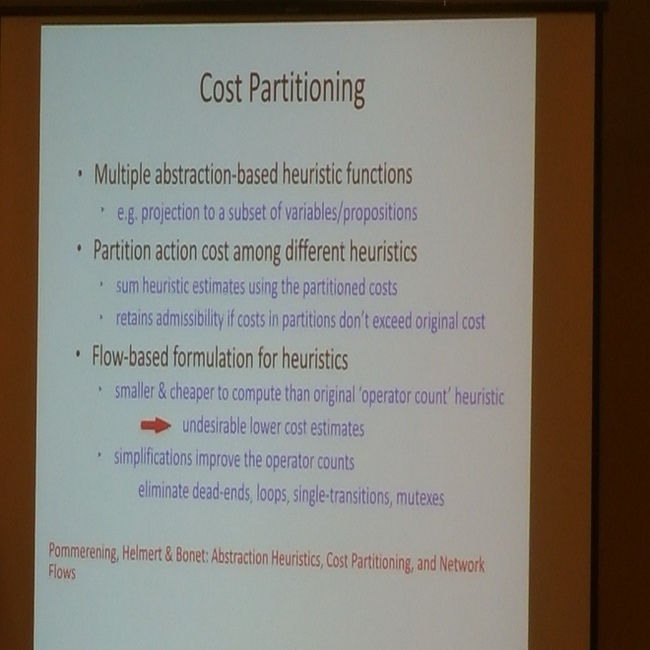 Cost Partitioning
• Multiple abstraction-based heuristic functions
• e.g. projection to a subset of variables/propositions
• Partition action cost among different heuristics
• sum heuristic estimates using the partitioned costs
• retains admissibility if costs in partitions don't exceed original cost
• Flow-based formulation for heuristics
• smaller & cheaper to compute than original 'operator count' heuristic
undesirable lower cost estimates
• simplifications improve the operator counts
eliminate dead-ends, loops, single-transitions, mutexes
Pommerening, Helmert & Bonet: Abstraction Heuristics, Cost Partitioning, and Network
Flows